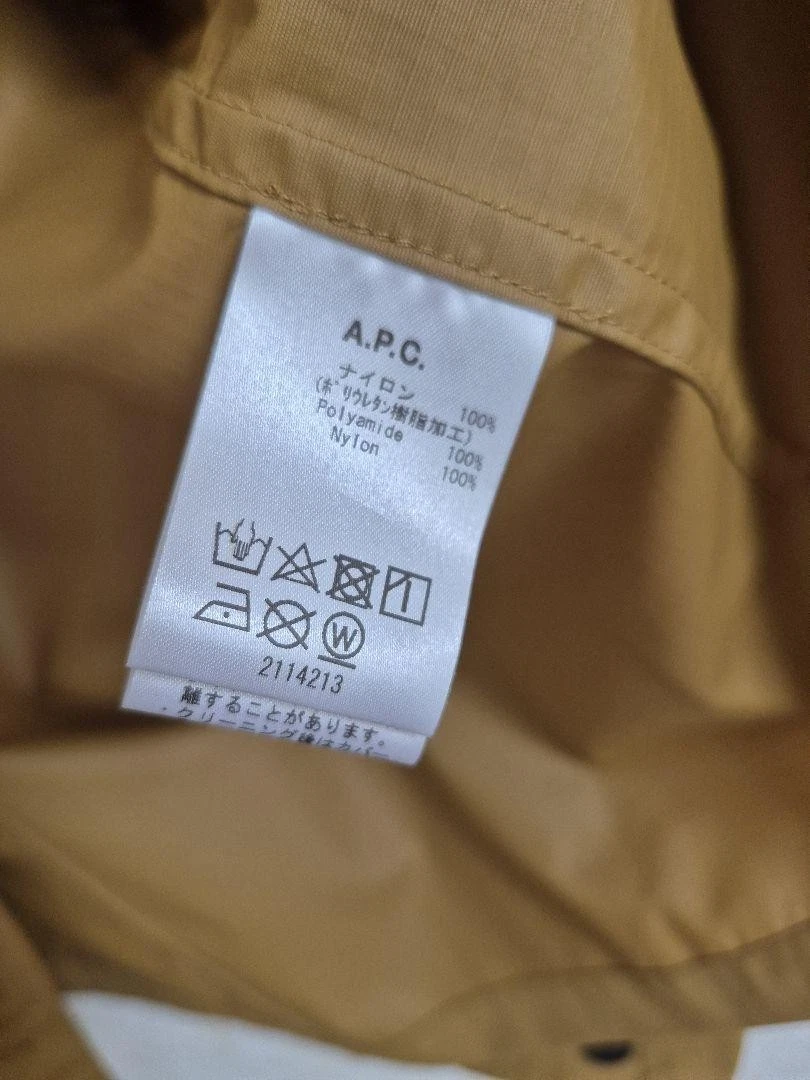 A.P.C.
ナイロン 100%
(ポリウレタン樹脂加工)
Polyamide 100%
Nylon 100%
W
2114213
離することがあります。
・クリーニング後はカバー